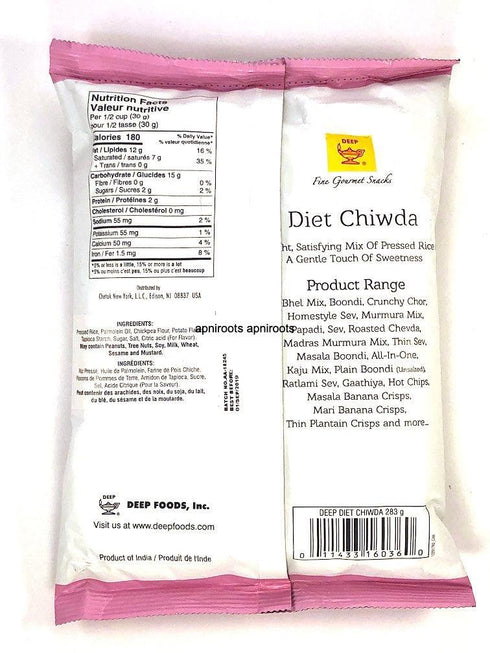 Nutrition Facts
Valeur nutritive
Per 1/2 cup (30 g)
pour 1/2 tasse (30 g)
Calories 180
% Daily Value*
% valeur quotidienne*
Fat / Lipides 12 g 16 %
Saturated / saturés 7 g
+ Trans / trans 0 g
35 %
Carbohydrate / Glucides 15 g
Fibre / Fibres 0 g 0 %
Sugars / Sucres 2 g 2 %
Protein / Protéines 2 g
Cholesterol / Cholestérol 0 mg
Sodium 55 mg 2 %
Potassium 55 mg 1 %
Calcium 50 mg 4 %
Iron / Fer 1.5 mg 8 %
*5% or less is a little, 15% or more is a lot
*5% ou moins c'est peu, 15% ou plus c'est beaucoup
Distributed by
Chetak New York, L.L.C., Edison, NJ 08837 USA
INGREDIENTS:
Pressed Rice, Palmolein Oil, Chickpea Flour, Potato
Tapioca Starch, Sugar, Salt, Citric acid (For Flavor)
May contain Peanuts, Tree Nuts, Soy, Milk, Wheat,
Sesame and Mustard.
INGRÉDIENTS:
Riz Pressé, Huile de Palmolein, Farine de Pois Chiche,
Flocons de Pommes de Terre, Amidon de Tapioca, Sucre,
Sel, Acide Citrique (Pour la Saveur)
Peut contenir des arachides, des noix, du soja, du lait,
du blé, du sésame et de la moutarde.
apniroots apniroots
BATCH NO.
BEST BEFORE:
01/SEP/2019
DEEP
DEEP FOODS, Inc.
Visit us at www.deepfoods.com
Product of India / Produit de l'Inde
DEEP
Fine Gourmet Snacks
Diet Chiwda
ht, Satisfying Mix Of Pressed Rice
A Gentle Touch Of Sweetness
Product Range
Bhel Mix, Boondi, Crunchy Chor,
Homestyle Sev, Murmura Mix,
Papadi, Sev, Roasted Chevda,
Madras Murmura Mix, Thin Sev,
Masala Boondi, All-In-One,
Kaju Mix, Plain Boondi (Unsalted),
Ratlami Sev, Gaathiya, Hot Chips,
Masala Banana Crisps,
Mari Banana Crisps,
Thin Plantain Crisps and more...
DEEP DIET CHIWDA 283 g
0 11433 16036 0